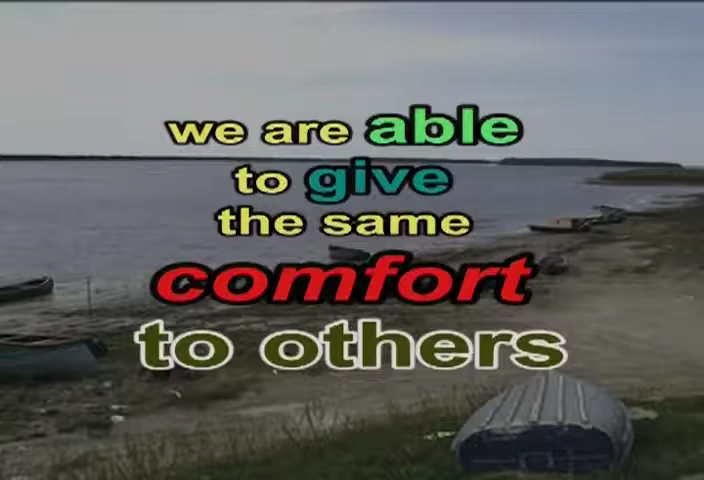 we are able
to give
the same
comfort
to others